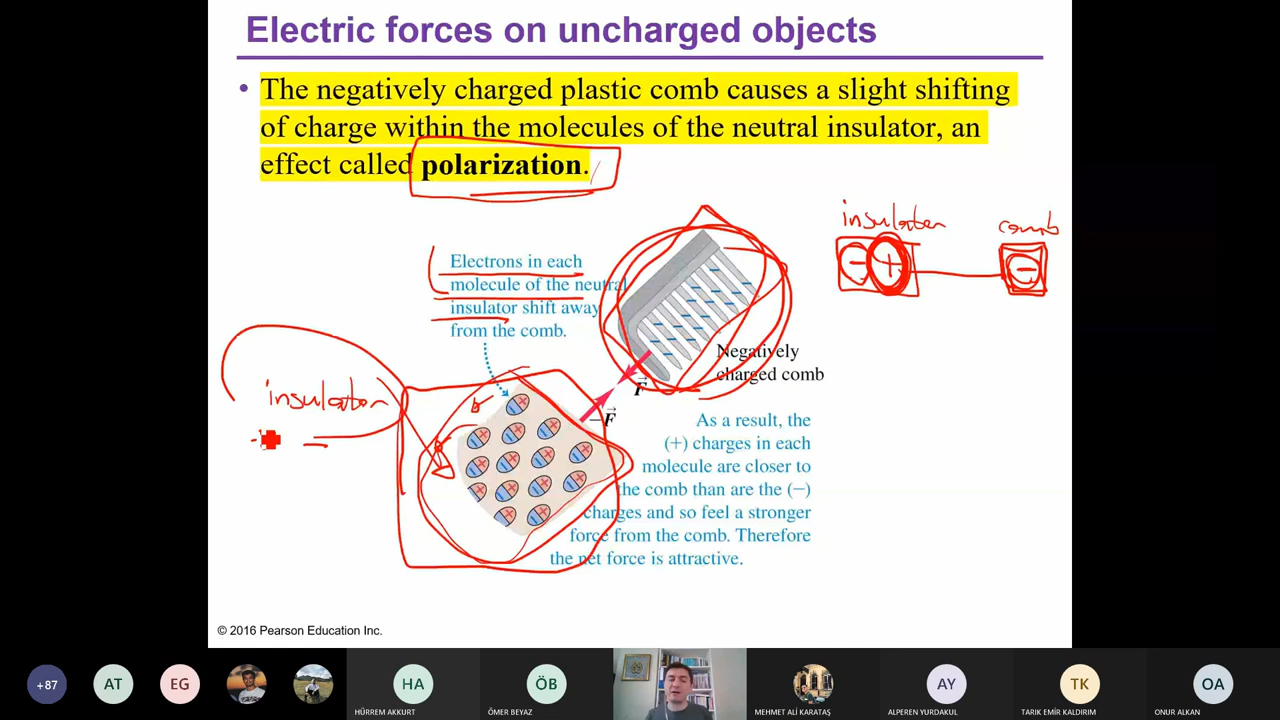 Electric forces on uncharged objects
• The negatively charged plastic comb causes a slight shifting
of charge within the molecules of the neutral insulator, an
effect called polarization.
insulator
comb
− +
−
Electrons in each
molecule of the neutral
insulator shift away
from the comb.
Negatively
charged comb
F
−F
insulator
As a result, the
(+) charges in each
molecule are closer to
the comb than are the (−)
charges and so feel a stronger
force from the comb. Therefore
the net force is attractive.
© 2016 Pearson Education Inc.
+87
AT
EG
HA
HÜRREM AKKURT
ÖB
ÖMER BEYAZ
MEHMET ALİ KARATAŞ
AY
ALPEREN YURDAKUL
TK
TARIK EMİR KALDIRIM
OA
ONUR ALKAN